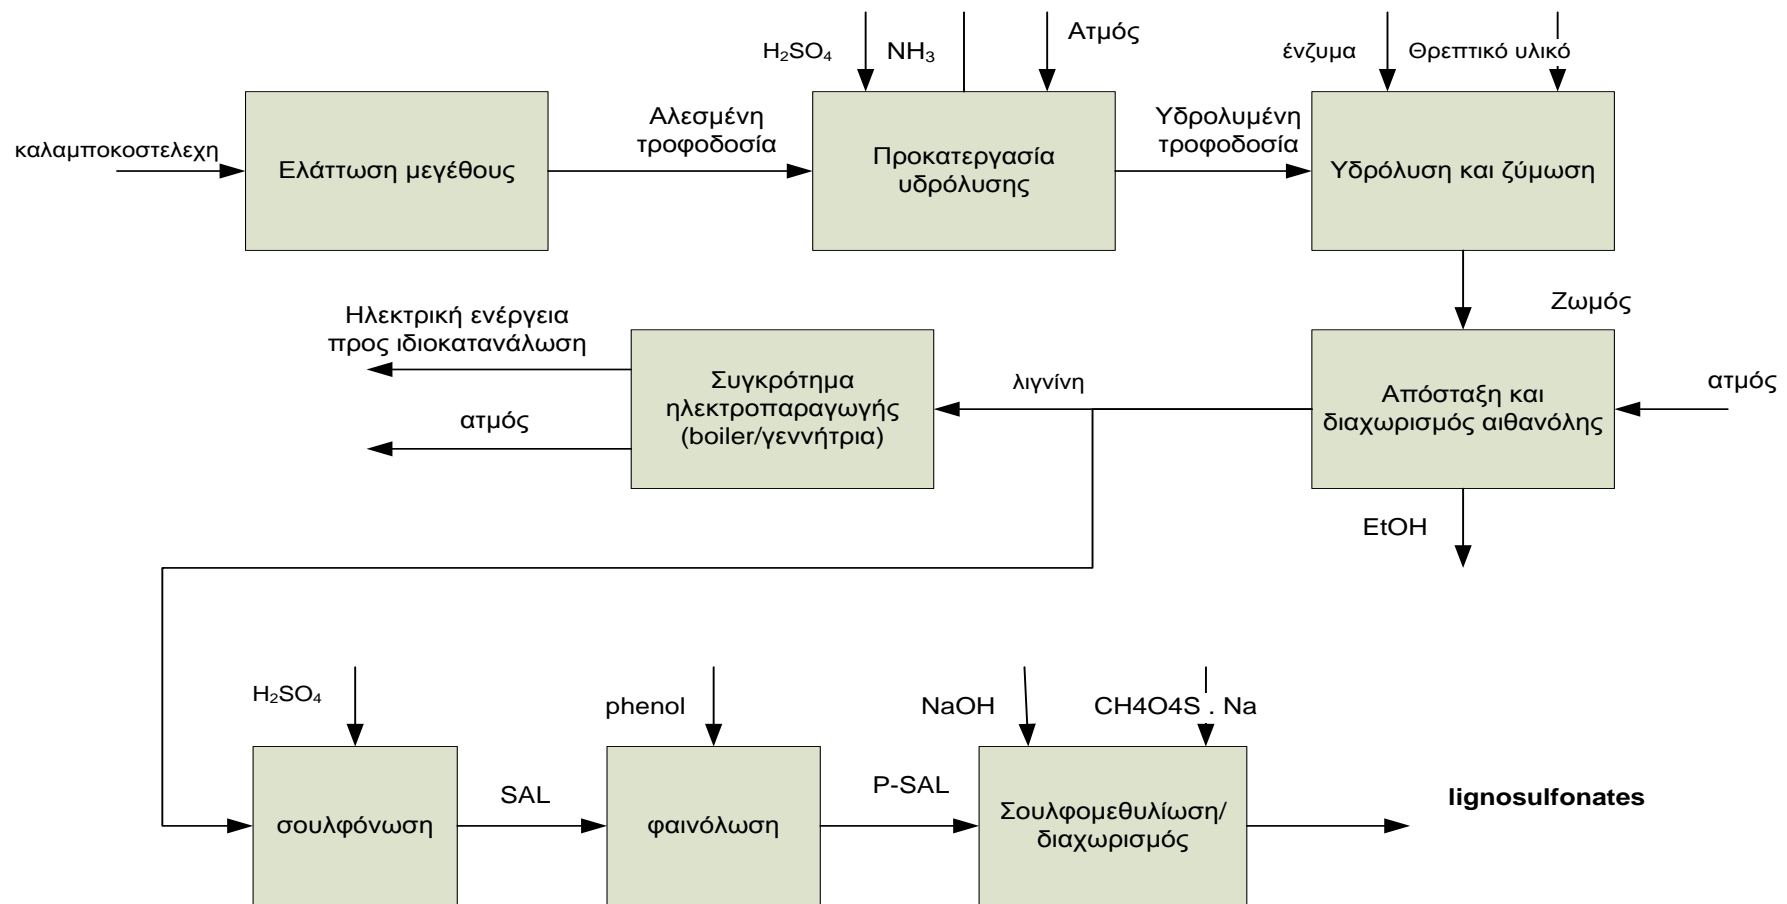 H₂SO₄
NH₃
Ατμός
ένζυμα
Θρεπτικό υλικό
καλαμποκοστελεχη
Ελάττωση μεγέθους
Αλεσμένη
τροφοδοσία
Προκατεργασία
υδρόλυσης
Υδρολυμένη
τροφοδοσία
Υδρόλυση και ζύμωση
Ζωμός
Ηλεκτρική ενέργεια
προς ιδιοκατανάλωση
ατμός
Συγκρότημα
ηλεκτροπαραγωγής
(boiler/γεννήτρια)
λιγνίνη
Απόσταξη και
διαχωρισμός αιθανόλης
ατμός
EtOH
H₂SO₄
phenol
NaOH
CH4O4S . Na
σουλφόνωση
SAL
φαινόλωση
P-SAL
Σουλφομεθυλίωση/
διαχωρισμός
lignosulfonates